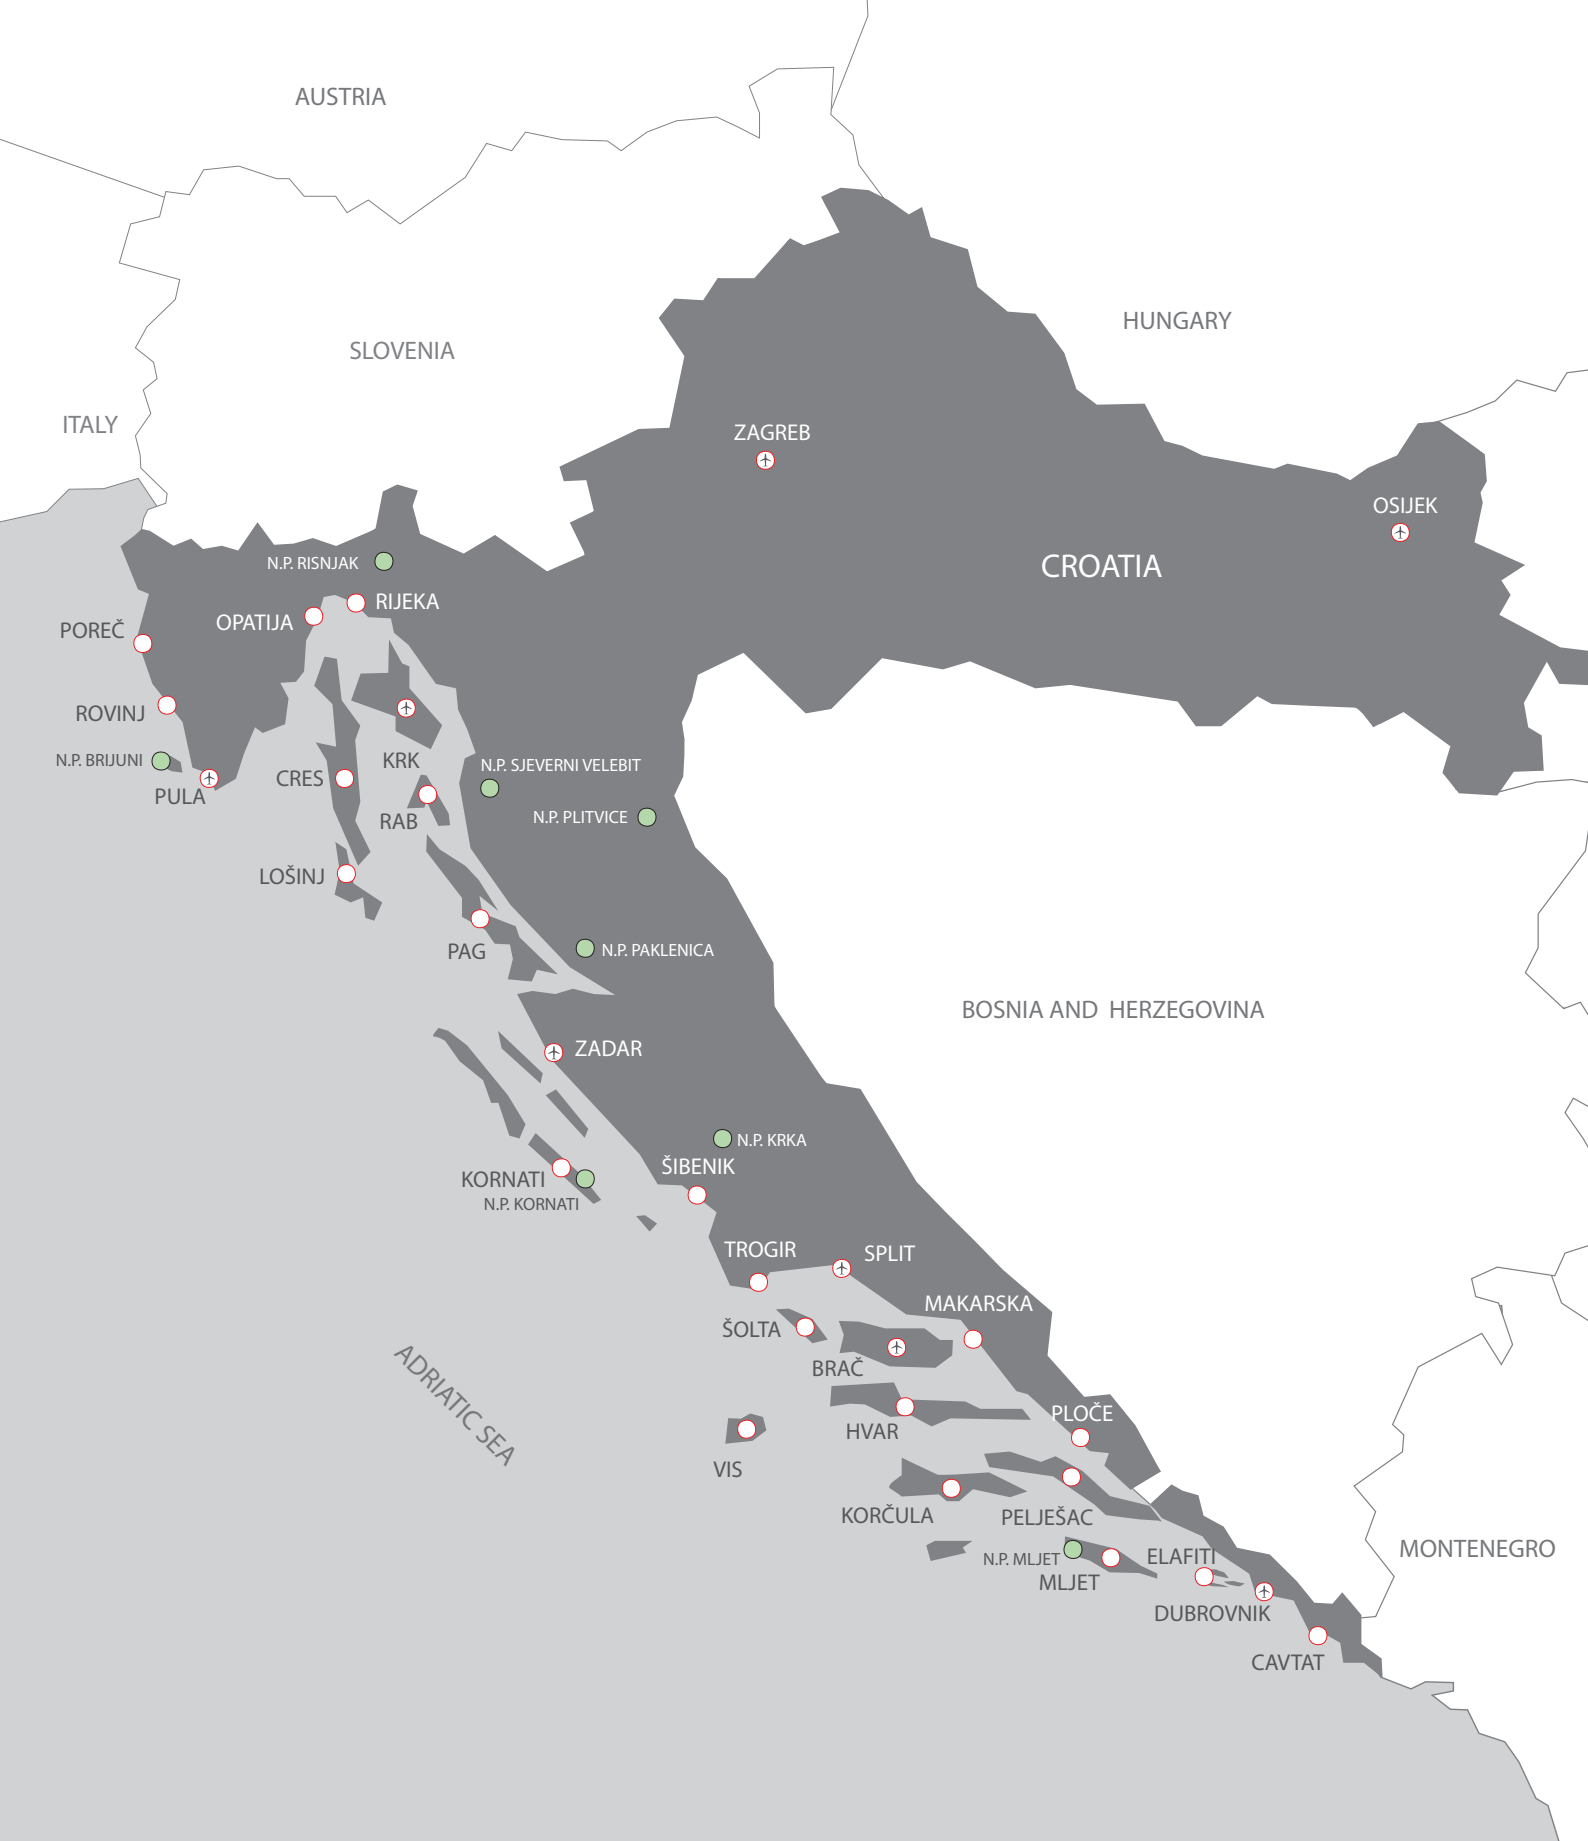 AUSTRIA
HUNGARY
SLOVENIA
ITALY
ZAGREB
OSIJEK
CROATIA
N.P. RISNJAK
RIJEKA
OPATIJA
POREČ
ROVINJ
N.P. BRIJUNI
PULA
CRES
KRK
N.P. SJEVERNI VELEBIT
RAB
N.P. PLITVICE
LOŠINJ
PAG
N.P. PAKLENICA
BOSNIA AND HERZEGOVINA
ZADAR
N.P. KRKA
ŠIBENIK
KORNATI
N.P. KORNATI
TROGIR
SPLIT
MAKARSKA
ŠOLTA
BRAČ
ADRIATIC SEA
HVAR
PLOČE
VIS
KORČULA
PELJEŠAC
MONTENEGRO
N.P. MLJET
ELAFITI
MLJET
DUBROVNIK
CAVTAT